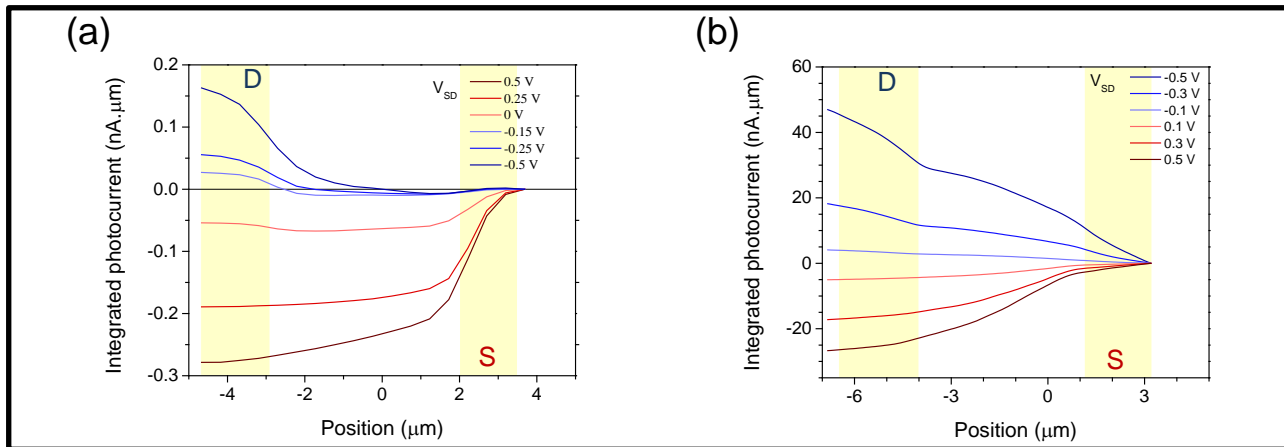 (a)
Integrated photocurrent (nA.μm)
0.2
0.1
0.0
-0.1
-0.2
-0.3
D
V_SD
0.5 V
0.25 V
0 V
-0.15 V
-0.25 V
-0.5 V
S
-4
-2
0
2
4
Position (μm)
(b)
Integrated photocurrent (nA.μm)
60
40
20
0
-20
D
V_SD
-0.5 V
-0.3 V
-0.1 V
0.1 V
0.3 V
0.5 V
S
-6
-3
0
3
Position (μm)